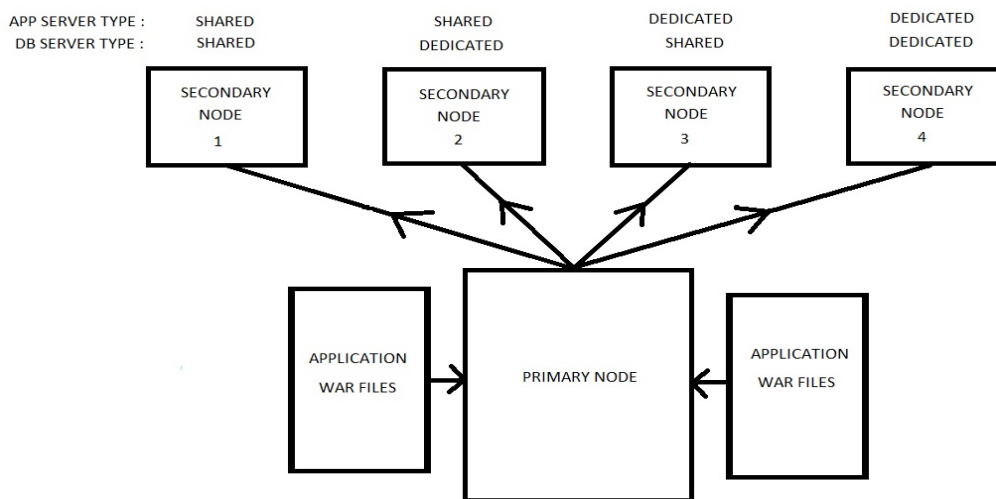 APP SERVER TYPE : SHARED SHARED DEDICATED DEDICATED
DB SERVER TYPE : SHARED DEDICATED SHARED DEDICATED
SECONDARY
NODE
1
SECONDARY
NODE
2
SECONDARY
NODE
3
SECONDARY
NODE
4
APPLICATION
WAR FILES
PRIMARY NODE
APPLICATION
WAR FILES